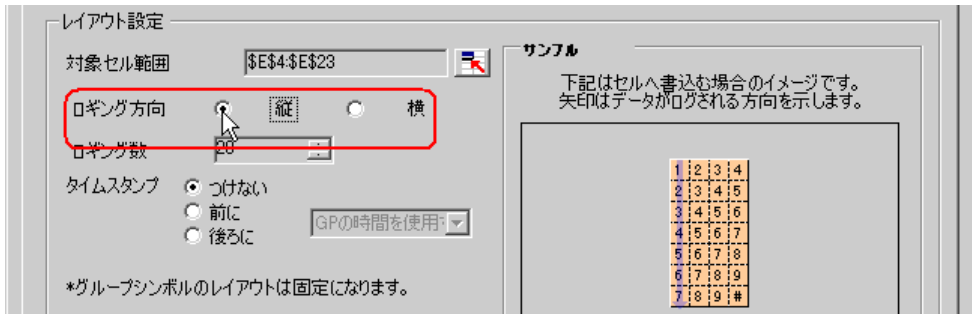 レイアウト設定
対象セル範囲 $E$4:$E$23
ロギング方向 縦 横
ロギング数 20
タイムスタンプ つけない
前に
後ろに
GPの時間を使用
*グループシンボルのレイアウトは固定になります。
サンプル
下記はセルへ書込む場合のイメージです。
矢印はデータがログされる方向を示します。
1 2 3 4
2 3 4 5
3 4 5 6
4 5 6 7
5 6 7 8
6 7 8 9
7 8 9 #